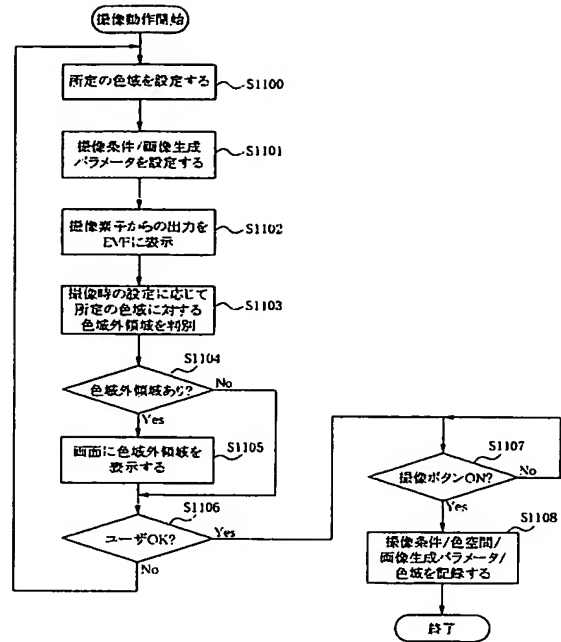 撮像動作開始
所定の色域を設定する
S1100
撮像条件/画像生成
パラメータを設定する
S1101
撮像素子からの出力を
EVFに表示
S1102
撮像時の設定に応じて
所定の色域に対する
色域外領域を判別
S1103
S1104
色域外領域あり?
No
Yes
画面に色域外領域を
表示する
S1105
S1106
ユーザOK?
Yes
No
S1107
撮像ボタンON?
No
Yes
S1108
撮像条件/色空間/
画像生成パラメータ/
色域を記録する
終了